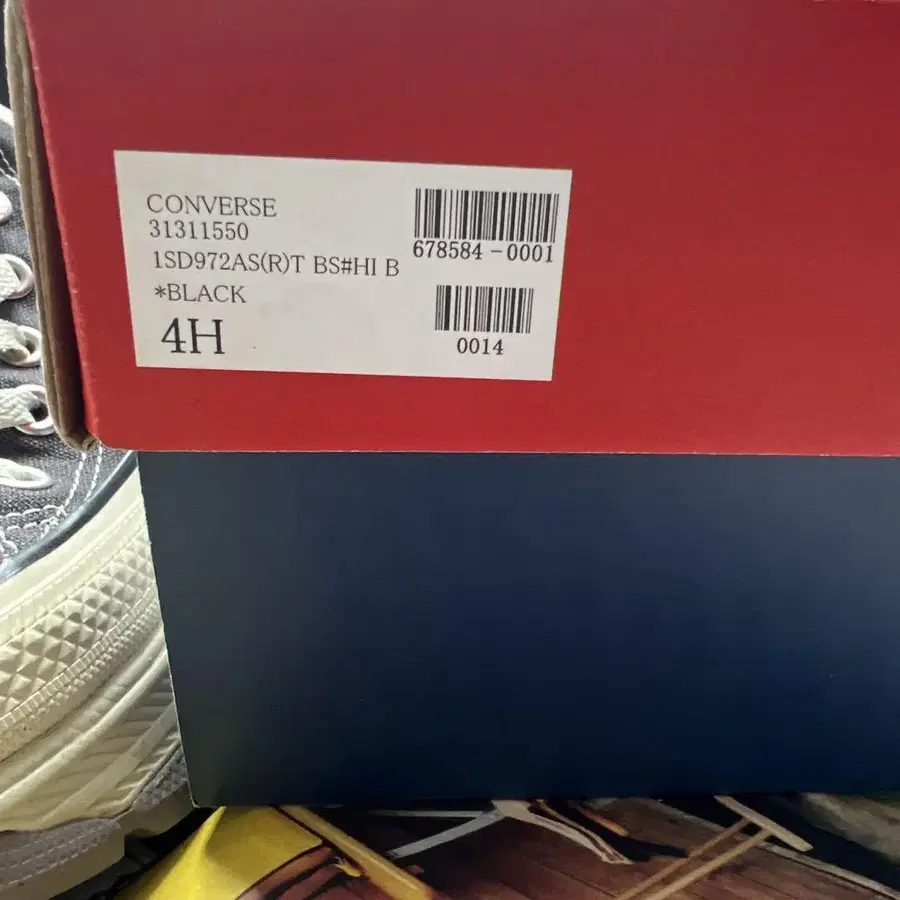 CONVERSE
31311550
1SD972AS(R)T BS#HI B
*BLACK
4H
678584-0001
0014